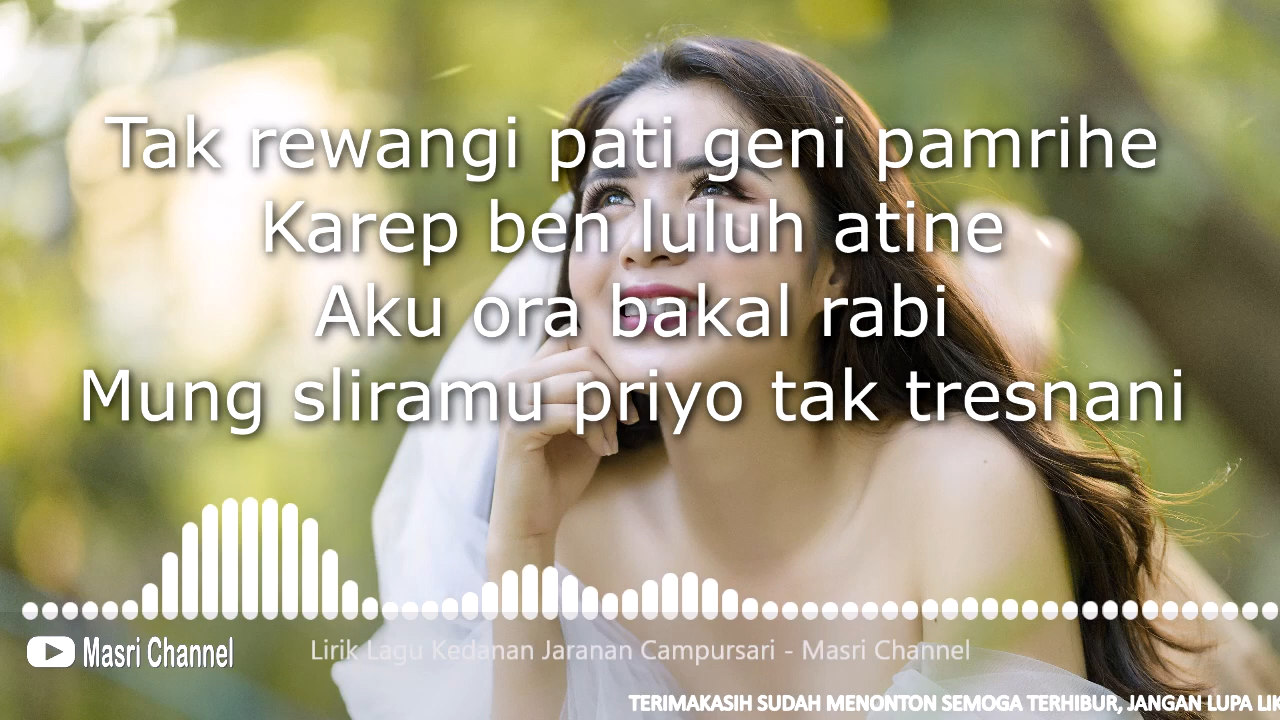 Tak rewangi pati geni pamrihe
Karep ben luluh atine
Aku ora bakal rabi
Mung sliramu priyo tak tresnani
Masri Channel
Lirik Lagu Kedanan Jaranan Campursari - Masri Channel
TERIMAKASIH SUDAH MENONTON SEMOGA TERHIBUR, JANGAN LUPA